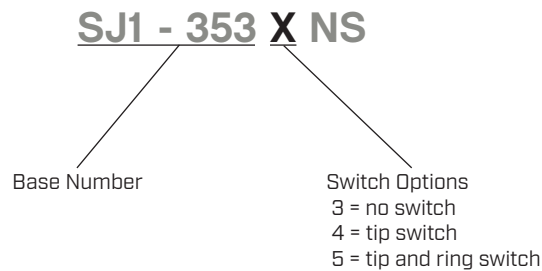 SJ1 - 353 X NS
Base Number
Switch Options
3 = no switch
4 = tip switch
5 = tip and ring switch